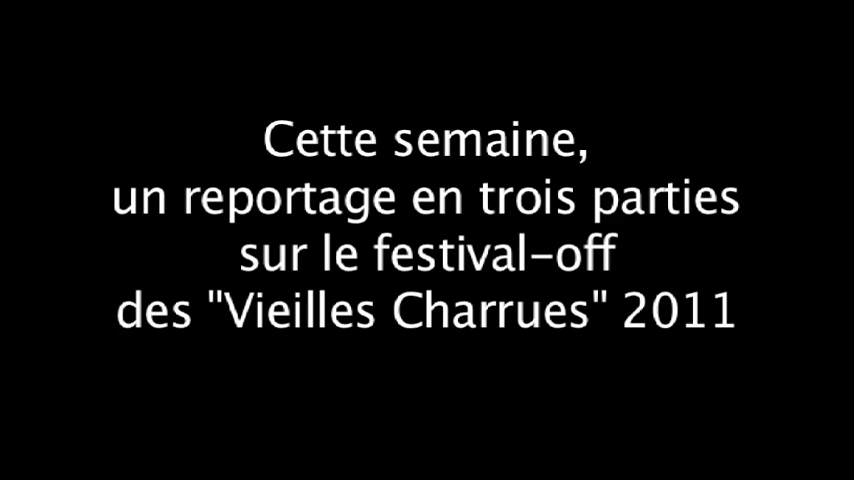 Cette semaine,
un reportage en trois parties
sur le festival-off
des "Vieilles Charrues" 2011